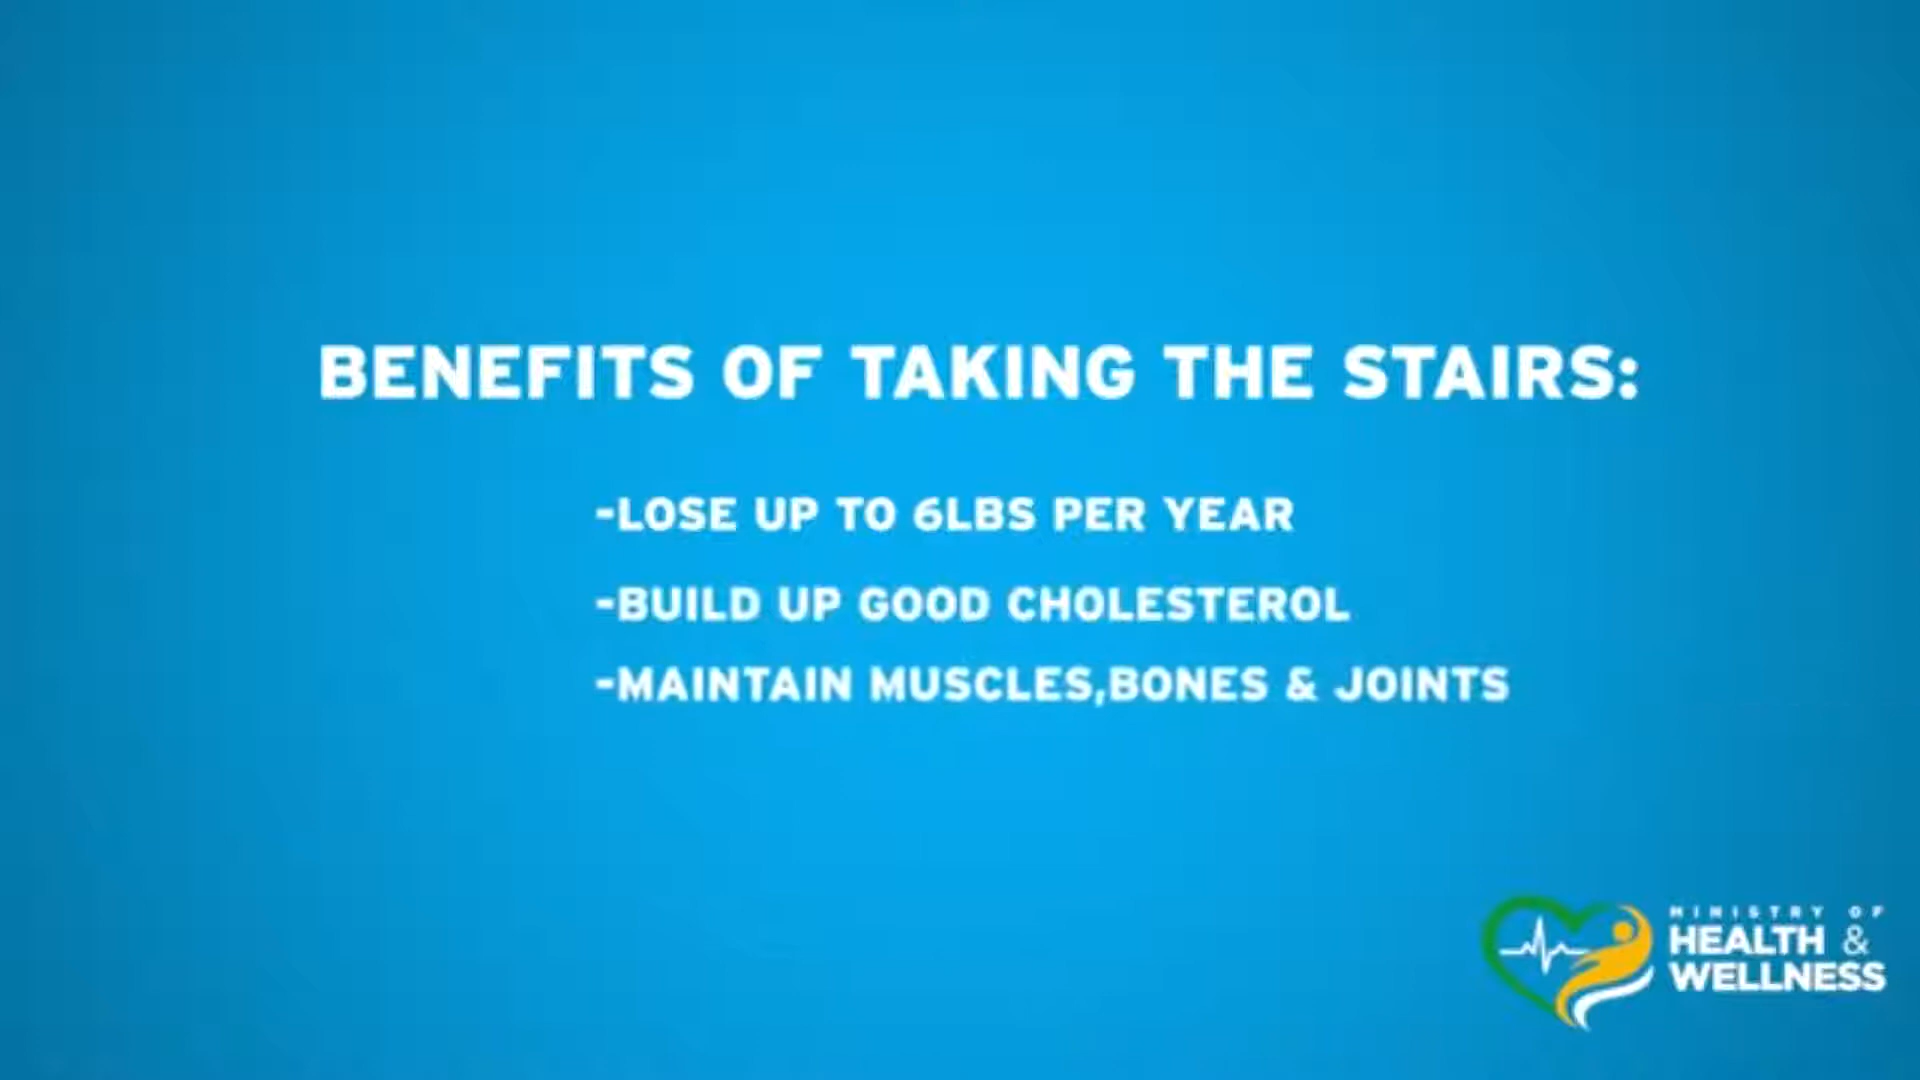 BENEFITS OF TAKING THE STAIRS:
-LOSE UP TO 6LBS PER YEAR
-BUILD UP GOOD CHOLESTEROL
-MAINTAIN MUSCLES,BONES & JOINTS
MINISTRY OF
HEALTH &
WELLNESS